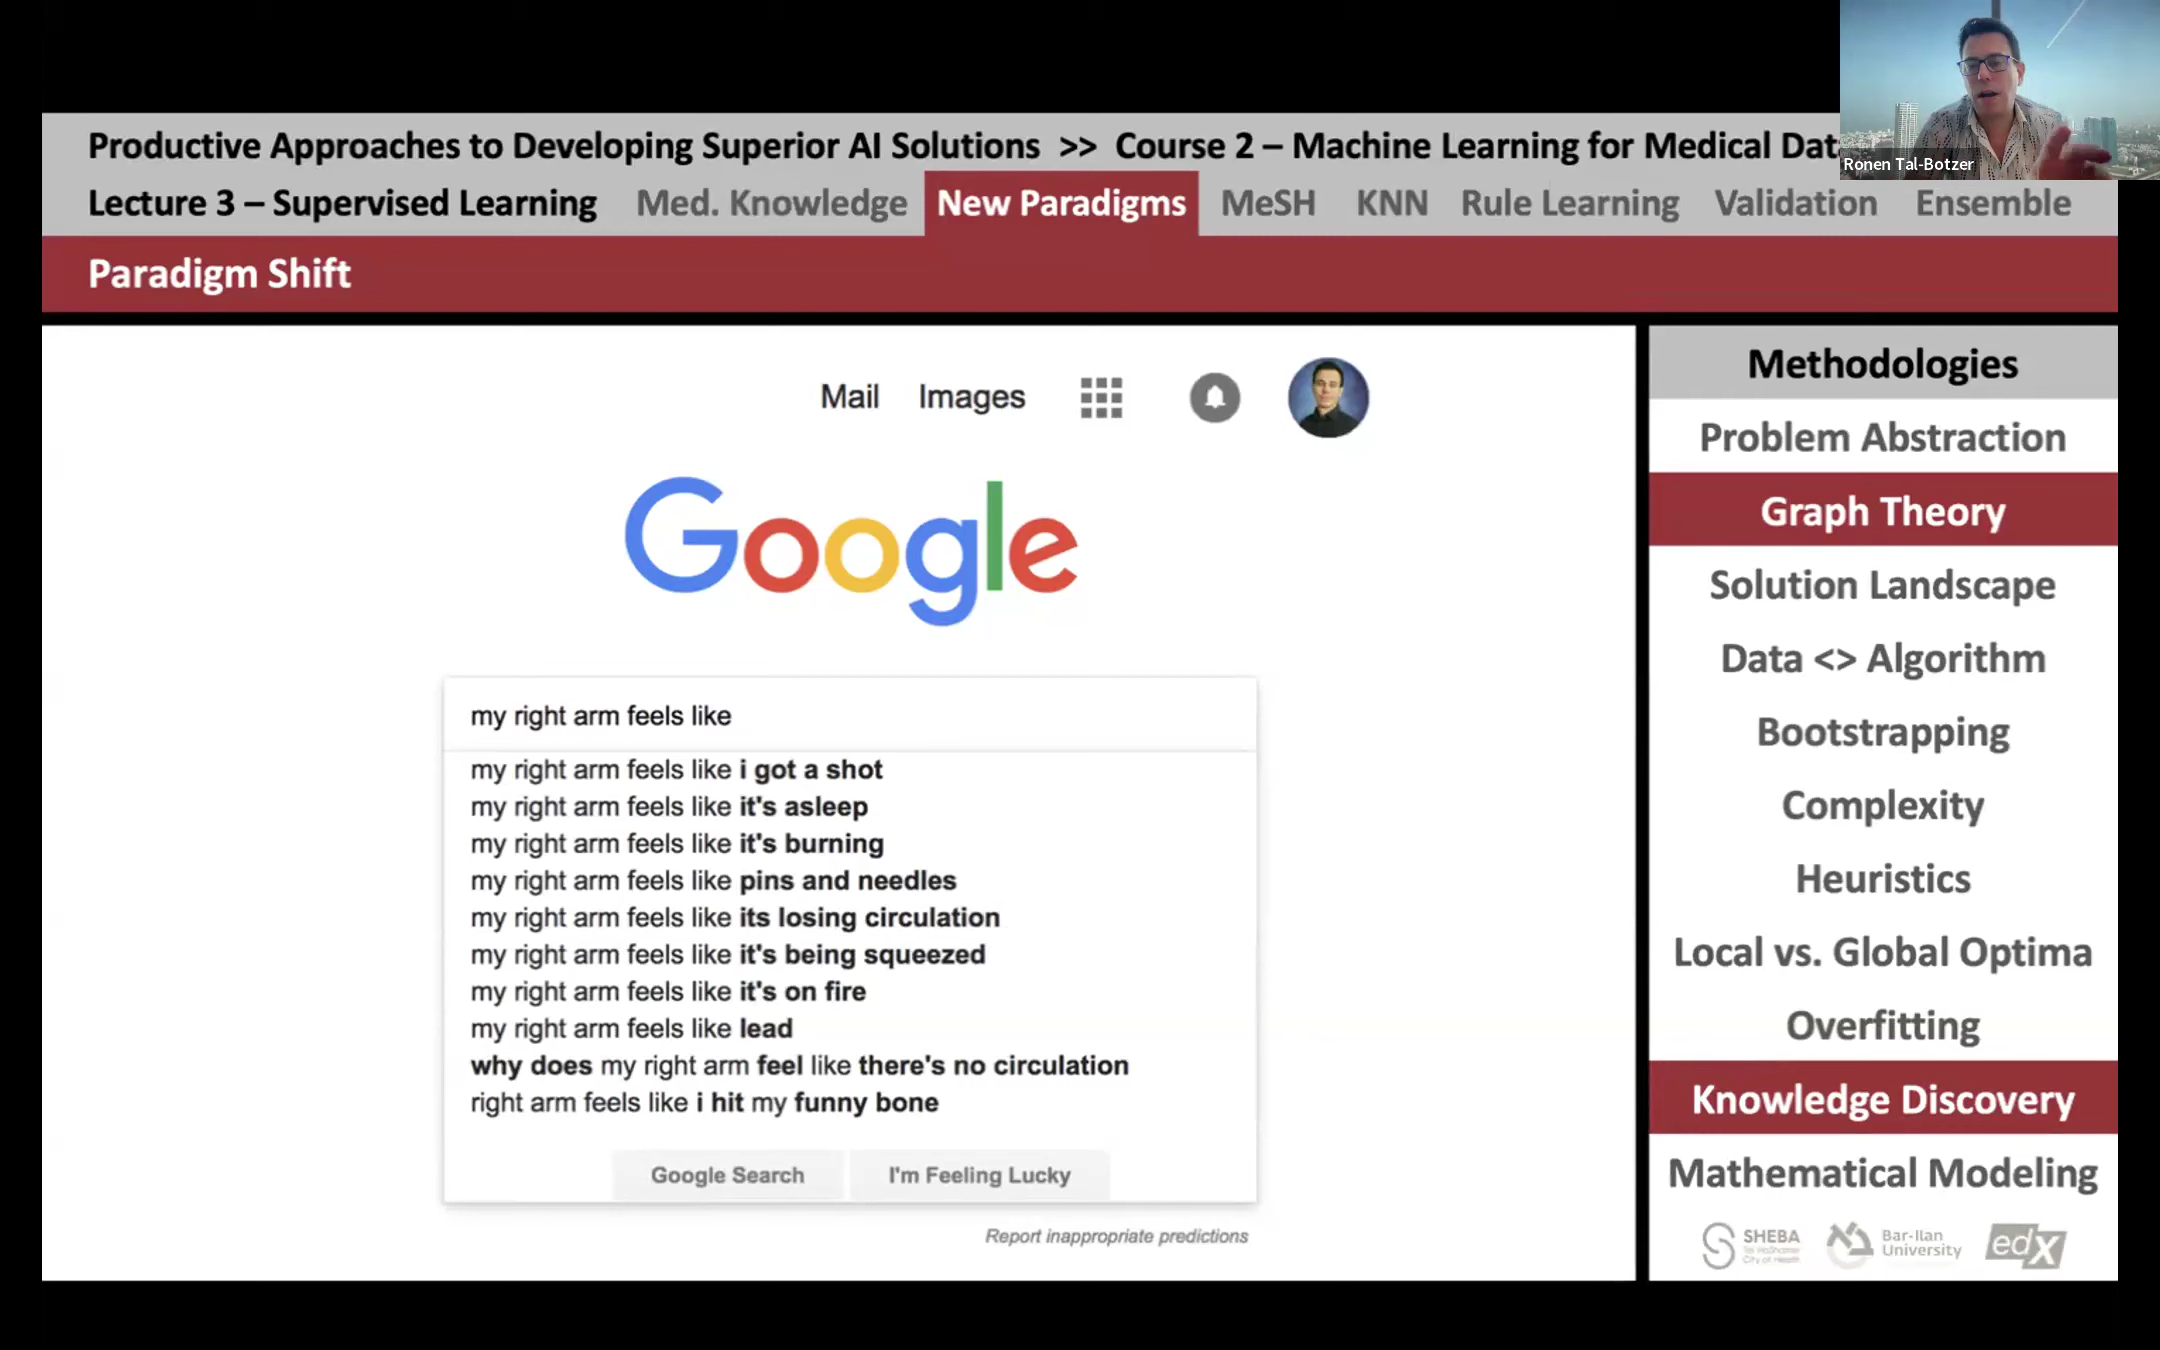 Productive Approaches to Developing Superior AI Solutions >> Course 2 – Machine Learning for Medical Dat
Ronen Tal-Botzer
Lecture 3 – Supervised Learning Med. Knowledge New Paradigms MeSH KNN Rule Learning Validation Ensemble
Paradigm Shift
Mail Images
Google
my right arm feels like
my right arm feels like i got a shot
my right arm feels like it's asleep
my right arm feels like it's burning
my right arm feels like pins and needles
my right arm feels like its losing circulation
my right arm feels like it's being squeezed
my right arm feels like it's on fire
my right arm feels like lead
why does my right arm feel like there's no circulation
right arm feels like i hit my funny bone
Google Search I'm Feeling Lucky
Report inappropriate predictions
Methodologies
Problem Abstraction
Graph Theory
Solution Landscape
Data <> Algorithm
Bootstrapping
Complexity
Heuristics
Local vs. Global Optima
Overfitting
Knowledge Discovery
Mathematical Modeling
SHEBA
Tel HaShomer
City of Health
Bar-Ilan
University
edX